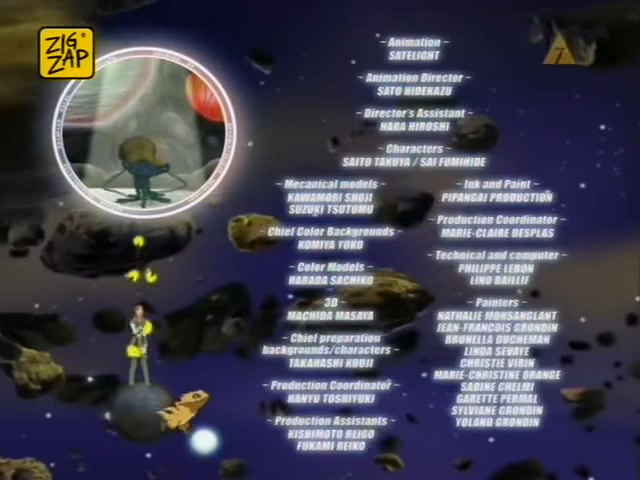 ZIG
ZAP
7
~ Animation ~
SATELIGHT
~ Animation Director ~
SATO HIDEKAZU
~ Director's Assistant ~
HARA HIROSHI
~ Characters ~
SAITO TAKUYA / SAI FUMIHIDE
~ Mecanical models ~
KAWAMORI SHOJI
SUZUKI TSUTOMU
~ Chief Color Backgrounds ~
KOMIYA YOKO
~ Color Models ~
HARADA SACHIKO
~ 3D ~
MACHIDA MASAYA
~ Chief preparation
backgrounds/characters ~
TAKAHASHI KOUJI
~ Production Coordinator ~
HANYU TOSHIYUKI
~ Production Assistants ~
KISHIMOTO REIGO
FUKAMI REIKO
~ Ink and Paint ~
PIPANGAI PRODUCTION
~ Production Coordinator ~
MARIE-CLAIRE DESPLAS
~ Technical and computer ~
PHILIPPE LEBON
LINO BAILLIF
~ Painters ~
NATHALIE MONSANGLANT
JEAN-FRANÇOIS GRONDIN
BRUNELLA DUCHEMAN
LINDA SEVAYE
CHRISTIE VIRIN
MARIE-CHRISTINE ORANGE
SABINE CHELMI
GARETTE PERMAL
SYLVIANE GRONDIN
YOLAND GRONDIN